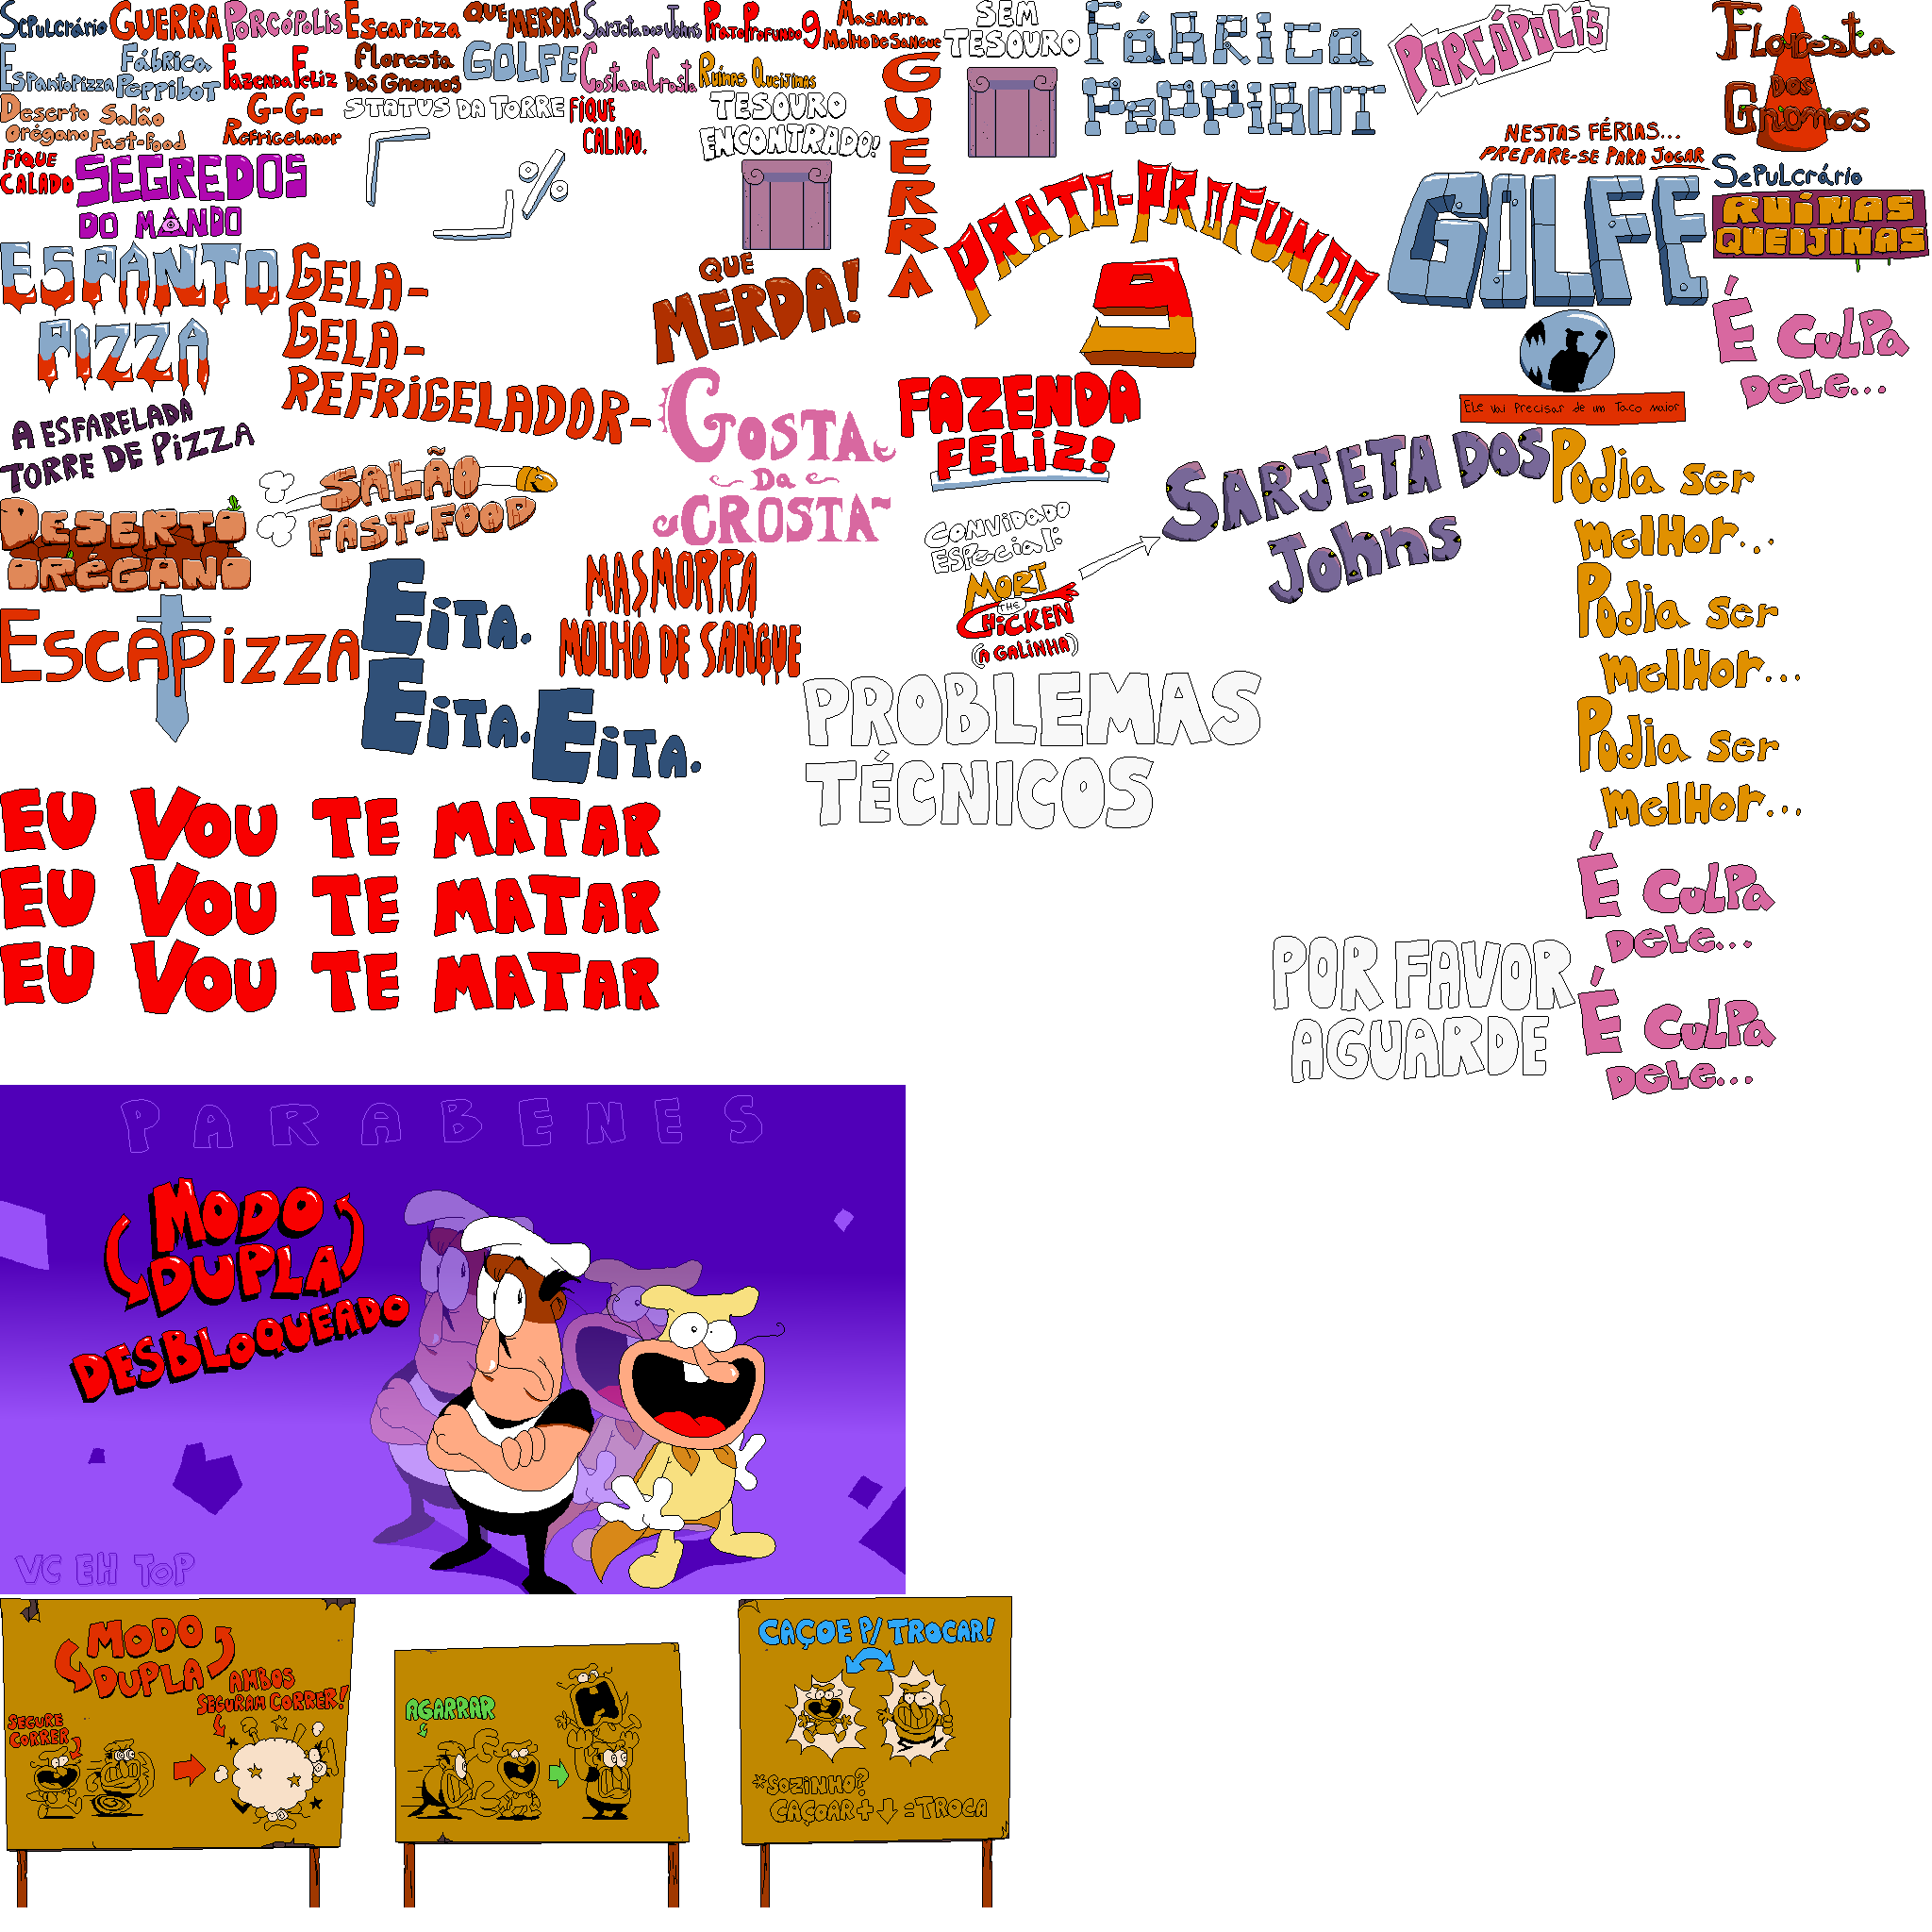 Sepulcrário
GUERRA
PORCÓPOLIS
Escapizza
QUE MERDA!
Sarjeta dos Johns
Prato Profundo 9
Masmorra
Molho De Sangue
SEM
TESOURO
FÁBRICA
PEPPIBOT
PORCÓPOLIS
Floresta
Dos
Gnomos
EspantoPizza
Fábrica
Peppibot
Fazenda Feliz
Floresta
Dos Gnomos
GOLFE
Costa Da Crosta
Ruínas Queijinas
Deserto
Orégano
Salão
Fast-Food
G-G-
Refrigelador
STATUS DA TORRE
FIQUE
CALADO.
TESOURO
ENCONTRADO!
GUERRA
NESTAS FÉRIAS...
PREPARE-SE PARA JOGAR
GOLFE
Ele vai precisar de um Taco maior
FIQUE
CALADO
SEGREDOS
DO MANDO
%
PRATO-PROFUNDO
9
Sepulcrário
RUÍNAS
QUEIJINAS
ESPANTO
PIZZA
GELA-
GELA-
REFRIGELADOR-
QUE
MERDA!
É CULPA
DELE...
A ESFARELADA
TORRE DE PIZZA
SALÃO
FAST-FOOD
COSTA
DA
CROSTA
FAZENDA
FELIZ!
SARJETA DOS
Johns
Podia ser
melhor...
Podia ser
melhor...
Podia ser
melhor...
DESERTO
ORÉGANO
CONVIDADO
ESPECIAL:
MORT
THE
CHICKEN
(A GALINHA)
ESCAPIZZA
EITA.
EITA.
EITA.
MASMORRA
MOLHO DE SANGUE
PROBLEMAS
TÉCNICOS
EU VOU TE MATAR
EU VOU TE MATAR
EU VOU TE MATAR
É CULPA
DELE...
É CULPA
DELE...
POR FAVOR
AGUARDE
PARABENES
MODO
DUPLA
DESBLOQUEADO
VC EH TOP
MODO
DUPLA
AMBOS
SEGURAM CORRER!
SEGURE
CORRER
AGARRAR
CAÇOE P/ TROCAR!
*SOZINHO?
CAÇOAR+↓=TROCA